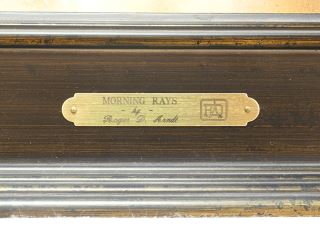 MORNING RAYS
- by -
Roger D. Arndt